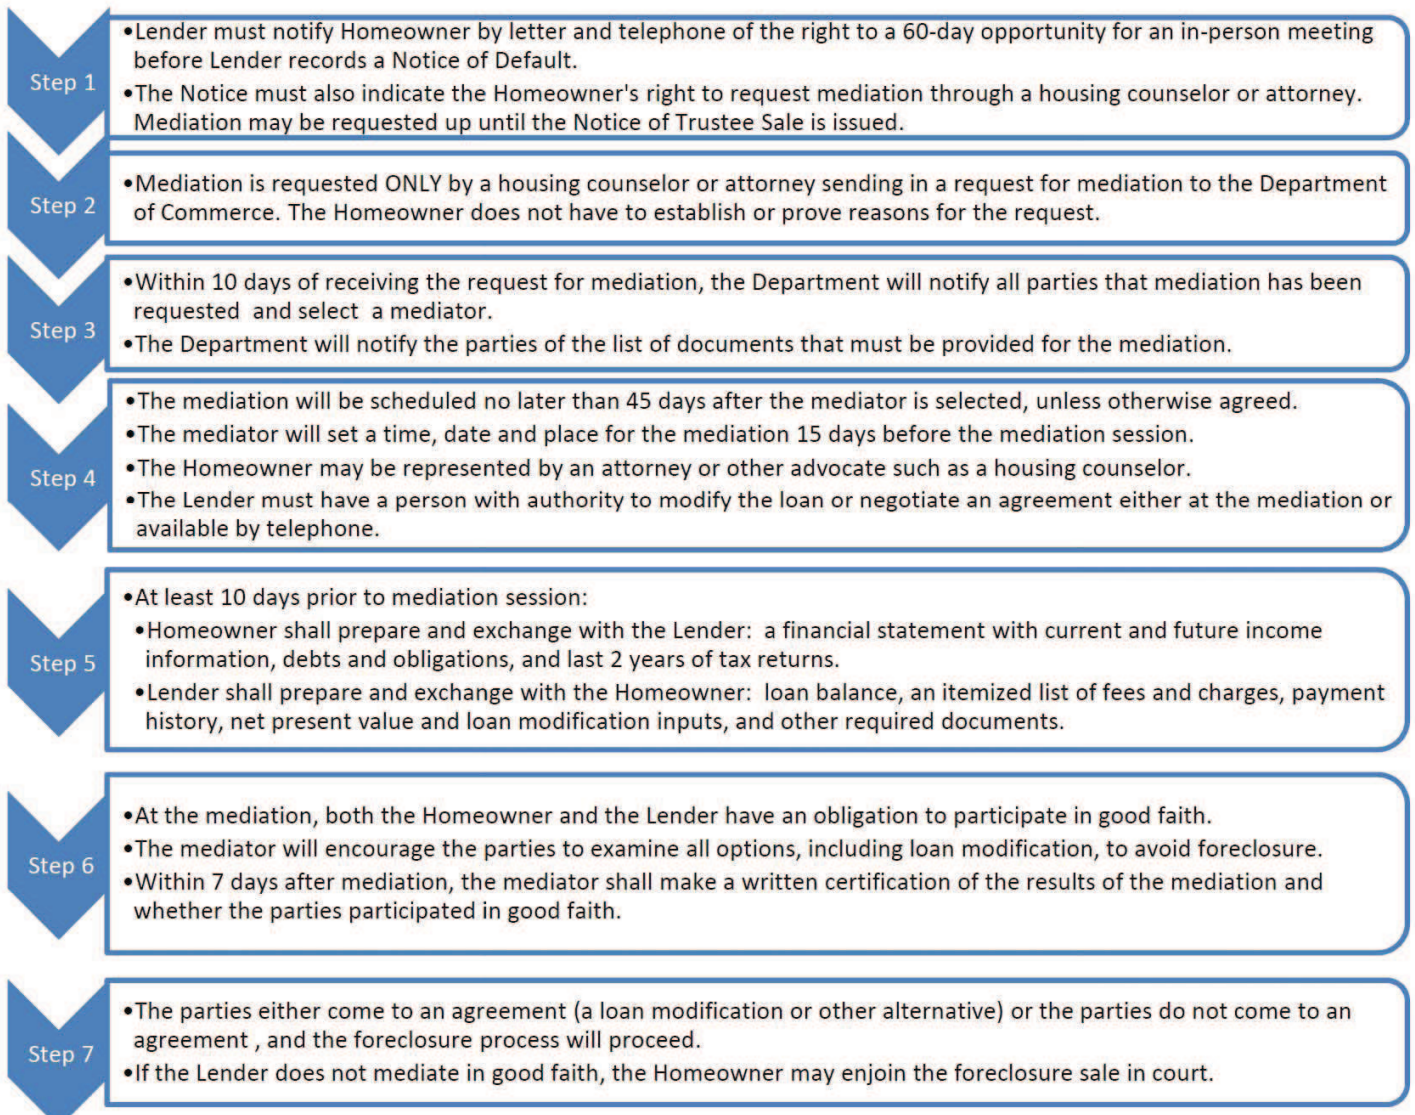 Step 1
•Lender must notify Homeowner by letter and telephone of the right to a 60-day opportunity for an in-person meeting
before Lender records a Notice of Default.
•The Notice must also indicate the Homeowner's right to request mediation through a housing counselor or attorney.
Mediation may be requested up until the Notice of Trustee Sale is issued.
Step 2
•Mediation is requested ONLY by a housing counselor or attorney sending in a request for mediation to the Department
of Commerce. The Homeowner does not have to establish or prove reasons for the request.
Step 3
•Within 10 days of receiving the request for mediation, the Department will notify all parties that mediation has been
requested  and select  a mediator.
•The Department will notify the parties of the list of documents that must be provided for the mediation.
Step 4
•The mediation will be scheduled no later than 45 days after the mediator is selected, unless otherwise agreed.
•The mediator will set a time, date and place for the mediation 15 days before the mediation session.
•The Homeowner may be represented by an attorney or other advocate such as a housing counselor.
•The Lender must have a person with authority to modify the loan or negotiate an agreement either at the mediation or
available by telephone.
Step 5
•At least 10 days prior to mediation session:
•Homeowner shall prepare and exchange with the Lender:  a financial statement with current and future income
information, debts and obligations, and last 2 years of tax returns.
•Lender shall prepare and exchange with the Homeowner:  loan balance, an itemized list of fees and charges, payment
history, net present value and loan modification inputs, and other required documents.
Step 6
•At the mediation, both the Homeowner and the Lender have an obligation to participate in good faith.
•The mediator will encourage the parties to examine all options, including loan modification, to avoid foreclosure.
•Within 7 days after mediation, the mediator shall make a written certification of the results of the mediation and
whether the parties participated in good faith.
Step 7
•The parties either come to an agreement (a loan modification or other alternative) or the parties do not come to an
agreement , and the foreclosure process will proceed.
•If the Lender does not mediate in good faith, the Homeowner may enjoin the foreclosure sale in court.